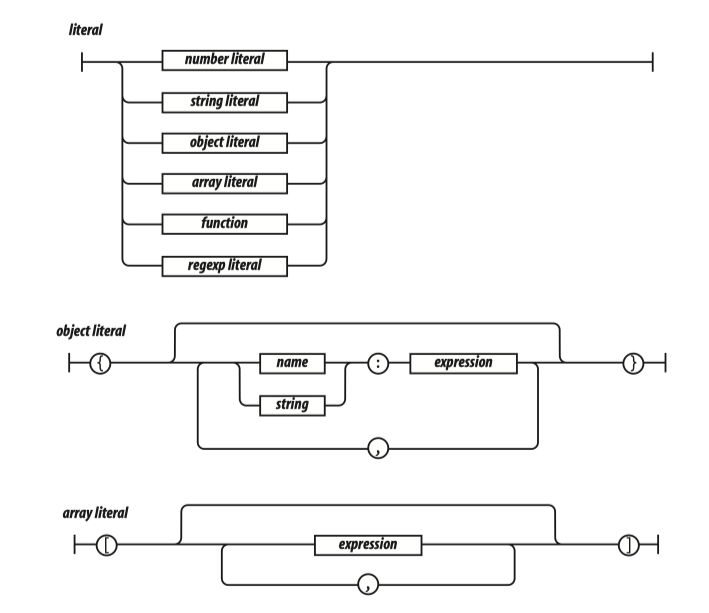 literal
number literal
string literal
object literal
array literal
function
regexp literal
object literal
{ name : expression }
string
,
array literal
[ expression ]
,